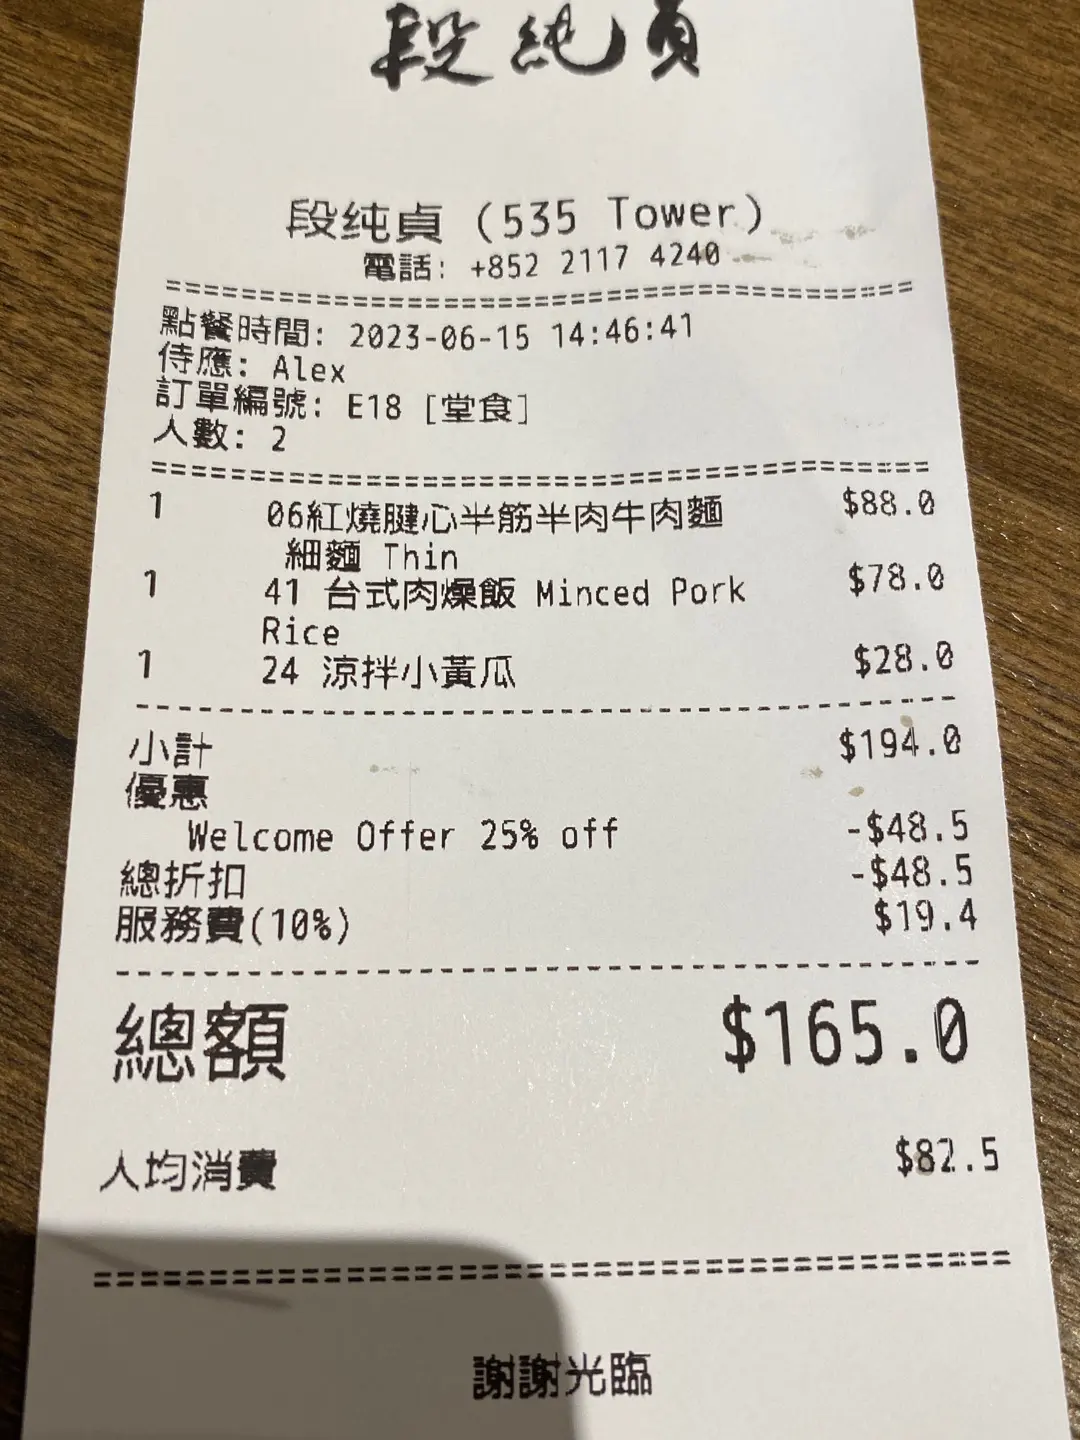 段純貞
段纯貞 (535 Tower)
電話: +852 2117 4240
點餐時間: 2023-06-15 14:46:41
侍應: Alex
訂單編號: E18 [堂食]
人數: 2
1 06紅燒腱心半筋半肉牛肉麵 $88.0
細麵 Thin
1 41 台式肉燥飯 Minced Pork $78.0
Rice
1 24 涼拌小黃瓜 $28.0
小計 $194.0
優惠
Welcome Offer 25% off -$48.5
總折扣 -$48.5
服務費(10%) $19.4
總額 $165.0
人均消費 $82.5
謝謝光臨